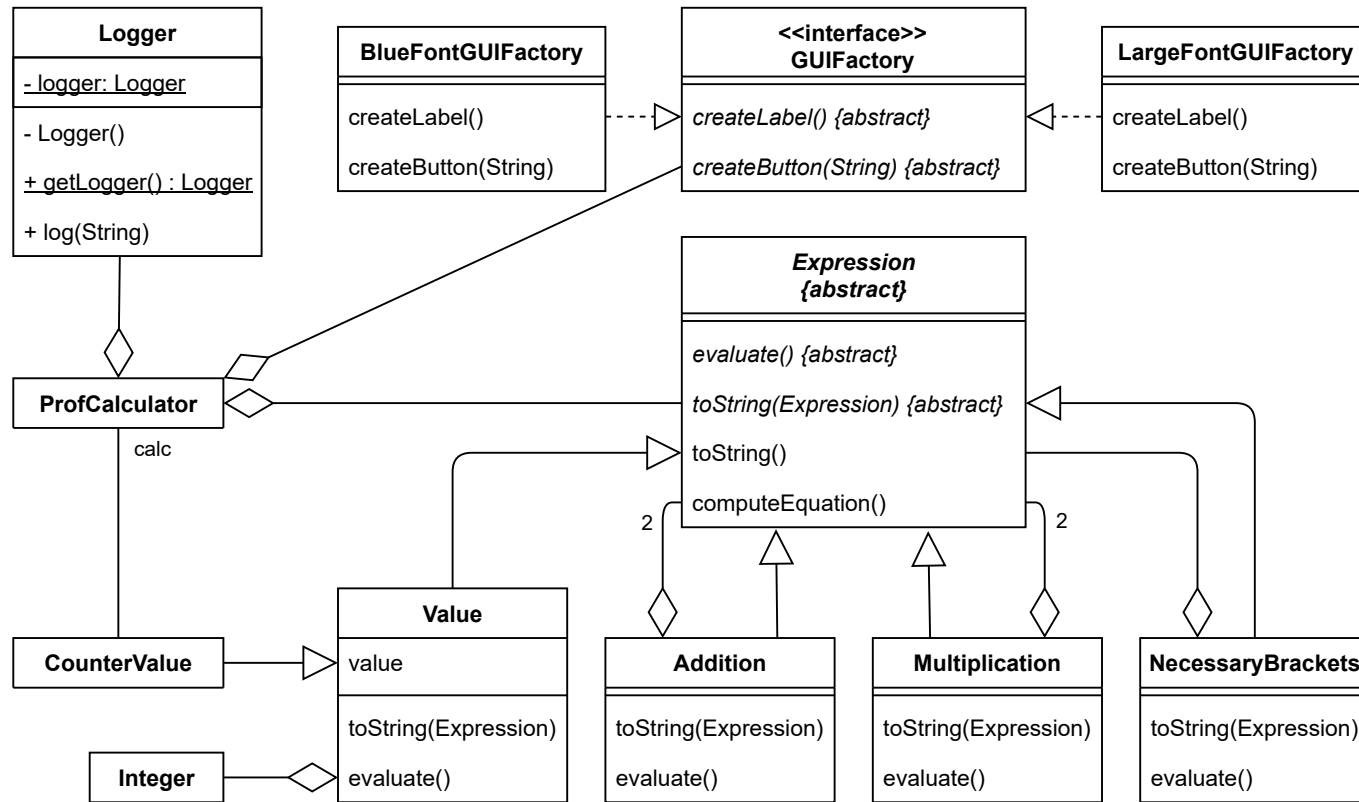 Logger
- logger: Logger
- Logger()
+ getLogger() : Logger
+ log(String)
BlueFontGUIFactory
createLabel()
createButton(String)
<<interface>>
GUIFactory
createLabel() {abstract}
createButton(String) {abstract}
LargeFontGUIFactory
createLabel()
createButton(String)
Expression
{abstract}
evaluate() {abstract}
toString(Expression) {abstract}
toString()
computeEquation()
ProfCalculator
calc
2
2
CounterValue
Value
value
toString(Expression)
evaluate()
Integer
Addition
toString(Expression)
evaluate()
Multiplication
toString(Expression)
evaluate()
NecessaryBrackets
toString(Expression)
evaluate()